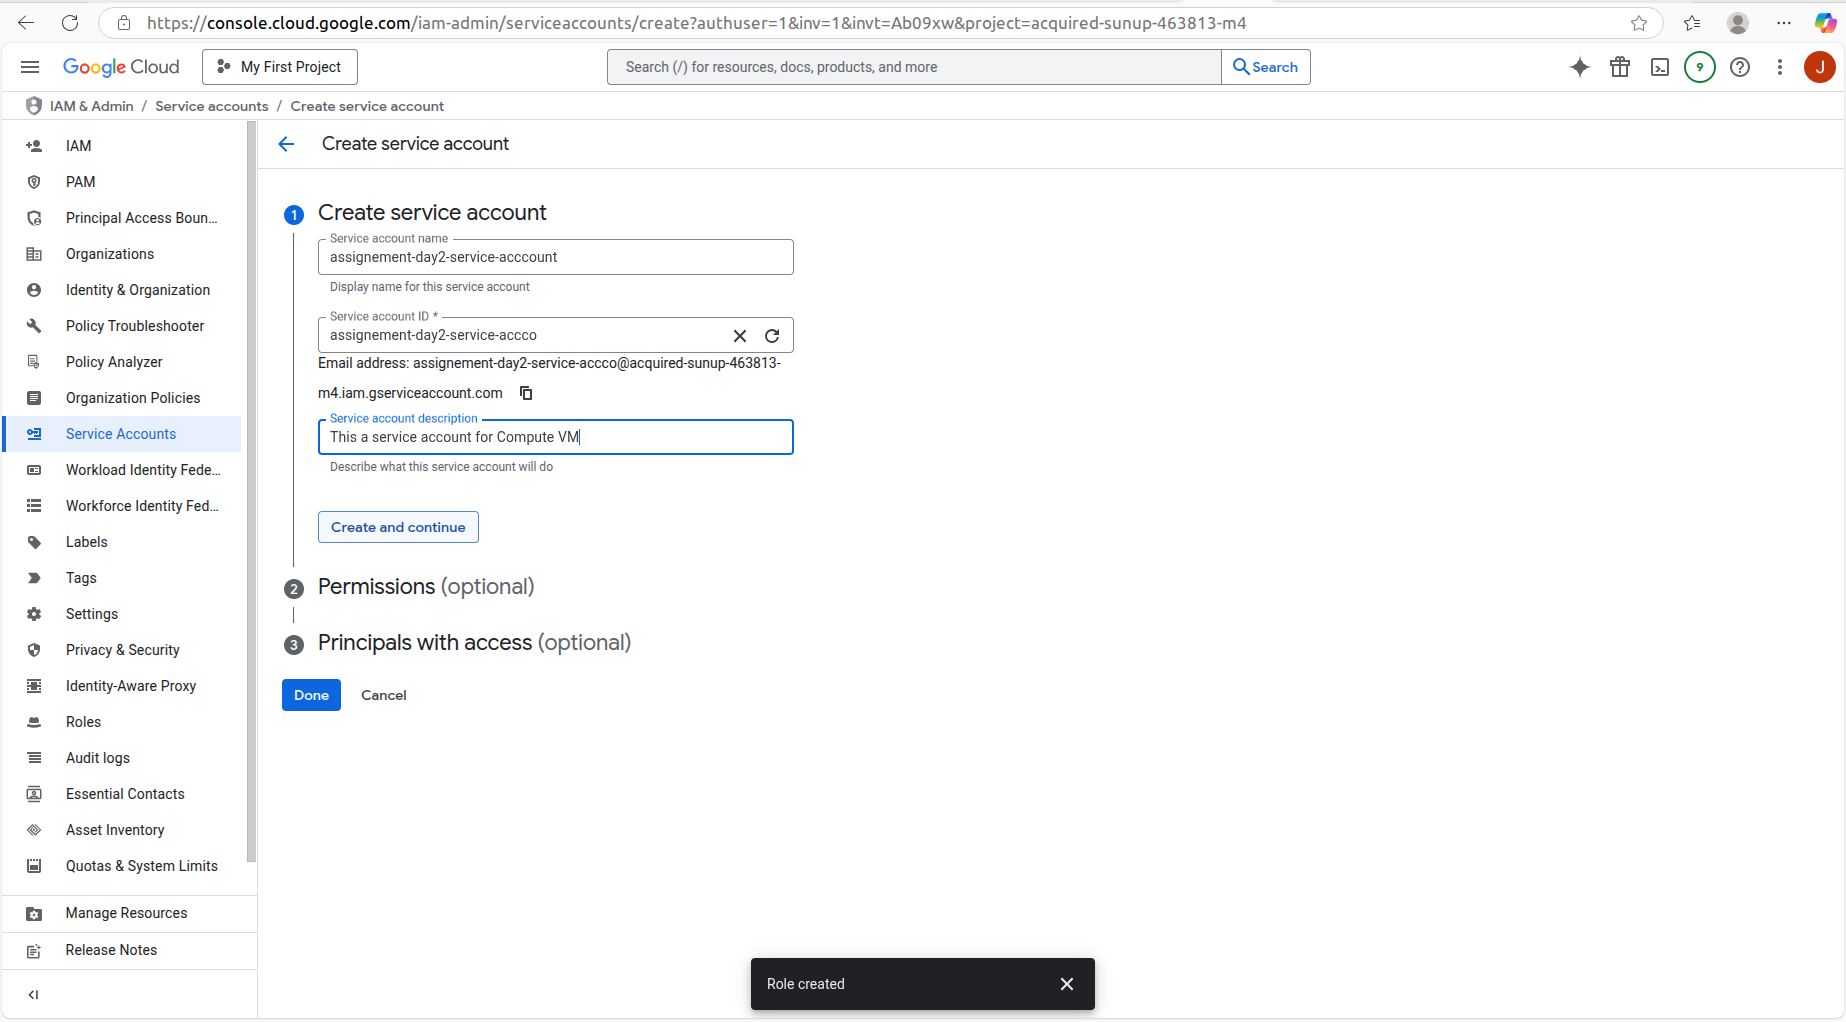 https://console.cloud.google.com/iam-admin/serviceaccounts/create?authuser=1&inv=1&invt=Ab09xw&project=acquired-sunup-463813-m4
Google Cloud
My First Project
Search (/) for resources, docs, products, and more
Search
9
J
IAM & Admin / Service accounts / Create service account
IAM
PAM
Principal Access Boun...
Organizations
Identity & Organization
Policy Troubleshooter
Policy Analyzer
Organization Policies
Service Accounts
Workload Identity Fede...
Workforce Identity Fed...
Labels
Tags
Settings
Privacy & Security
Identity-Aware Proxy
Roles
Audit logs
Essential Contacts
Asset Inventory
Quotas & System Limits
Manage Resources
Release Notes
Create service account
1 Create service account
Service account name
assignement-day2-service-acccount
Display name for this service account
Service account ID *
assignement-day2-service-accco
Email address: assignement-day2-service-accco@acquired-sunup-463813-
m4.iam.gserviceaccount.com
Service account description
This a service account for Compute VM
Describe what this service account will do
Create and continue
2 Permissions (optional)
3 Principals with access (optional)
Done
Cancel
Role created